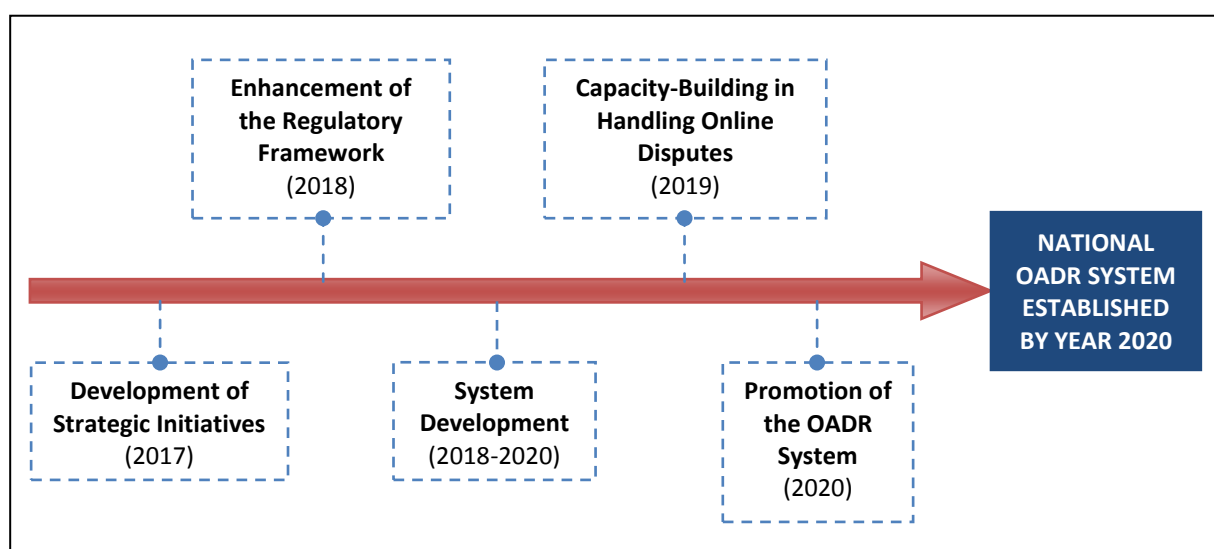 Enhancement of
the Regulatory
Framework
(2018)
Capacity-Building in
Handling Online
Disputes
(2019)
NATIONAL
OADR SYSTEM
ESTABLISHED
BY YEAR 2020
Development of
Strategic Initiatives
(2017)
System
Development
(2018-2020)
Promotion of
the OADR
System
(2020)